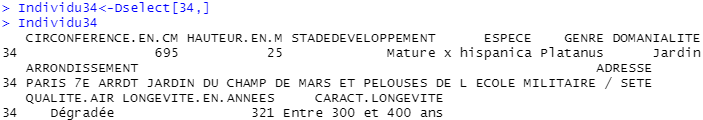 > Individu34<-Dselect[34,]
> Individu34
CIRCONFERENCE.EN.CM HAUTEUR.EN.M STADEDEVELOPPEMENT ESPECE GENRE DOMANIALITE
34 695 25 Mature x hispanica Platanus Jardin
ARRONDISSEMENT ADRESSE
34 PARIS 7E ARRDT JARDIN DU CHAMP DE MARS ET PELOUSES DE L ECOLE MILITAIRE / SETE
QUALITE.AIR LONGEVITE.EN.ANNEES CARACT.LONGEVITE
34 Dégradée 321 Entre 300 et 400 ans